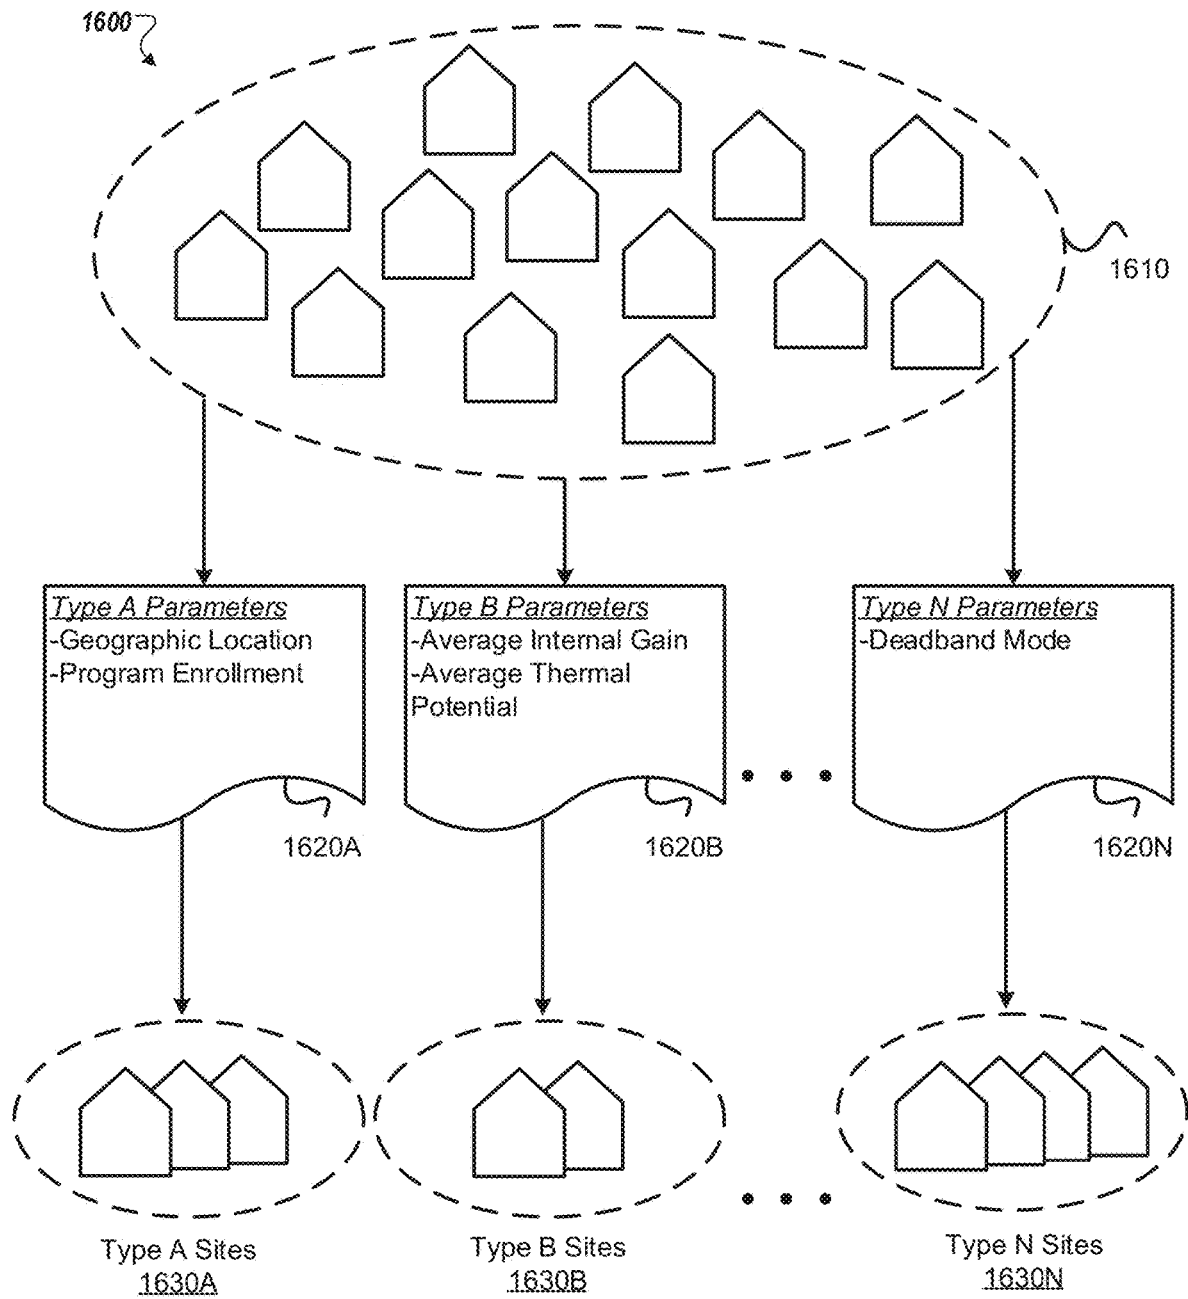 1600
1610
Type A Parameters
-Geographic Location
-Program Enrollment
1620A
Type B Parameters
-Average Internal Gain
-Average Thermal
Potential
1620B
Type N Parameters
-Deadband Mode
1620N
Type A Sites
1630A
Type B Sites
1630B
Type N Sites
1630N